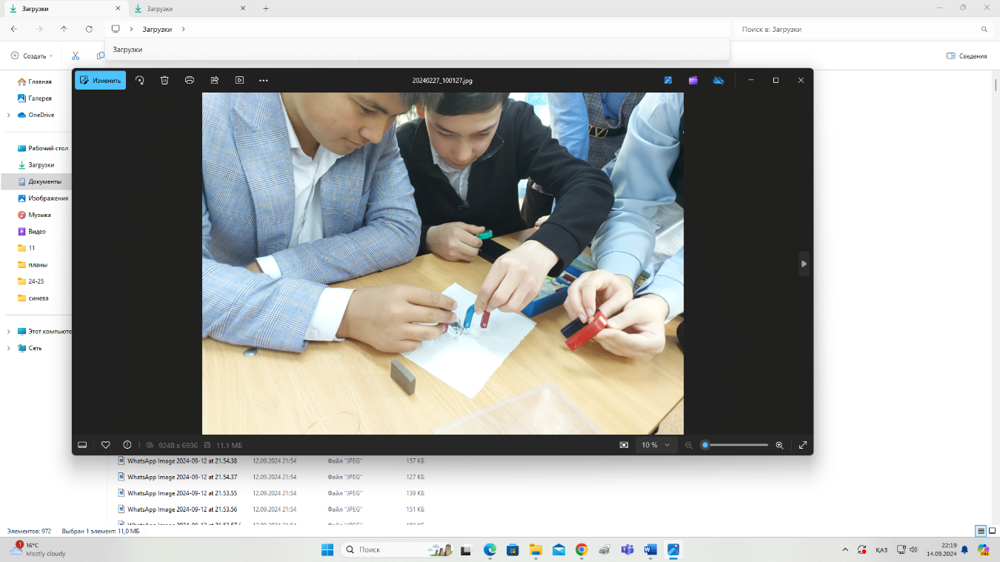 Загрузки
Загрузки
Загрузки
Поиск в: Загрузки
Загрузки
Создать
Сведения
Изменить
20240227_100127.jpg
Главная
Галерея
OneDrive
Рабочий стол
Загрузки
Документы
Изображения
Музыка
Видео
11
планы
24-25
синева
Этот компьюте
Сеть
9248 x 6936
11.1 МБ
10 %
WhatsApp Image 2024-09-12 at 21.54.38 12.09.2024 21:54 Файл "JPEG" 157 КБ
WhatsApp Image 2024-09-12 at 21.54.37 12.09.2024 21:54 Файл "JPEG" 127 КБ
WhatsApp Image 2024-09-12 at 21.53.55 12.09.2024 21:54 Файл "JPEG" 139 КБ
WhatsApp Image 2024-09-12 at 21.53.56 12.09.2024 21:54 Файл "JPEG" 151 КБ
Элементов: 972 Выбран 1 элемент: 11,0 МБ
1
16°C
Mostly cloudy
Поиск
ҚАЗ
22:19
14.09.2024
PRE